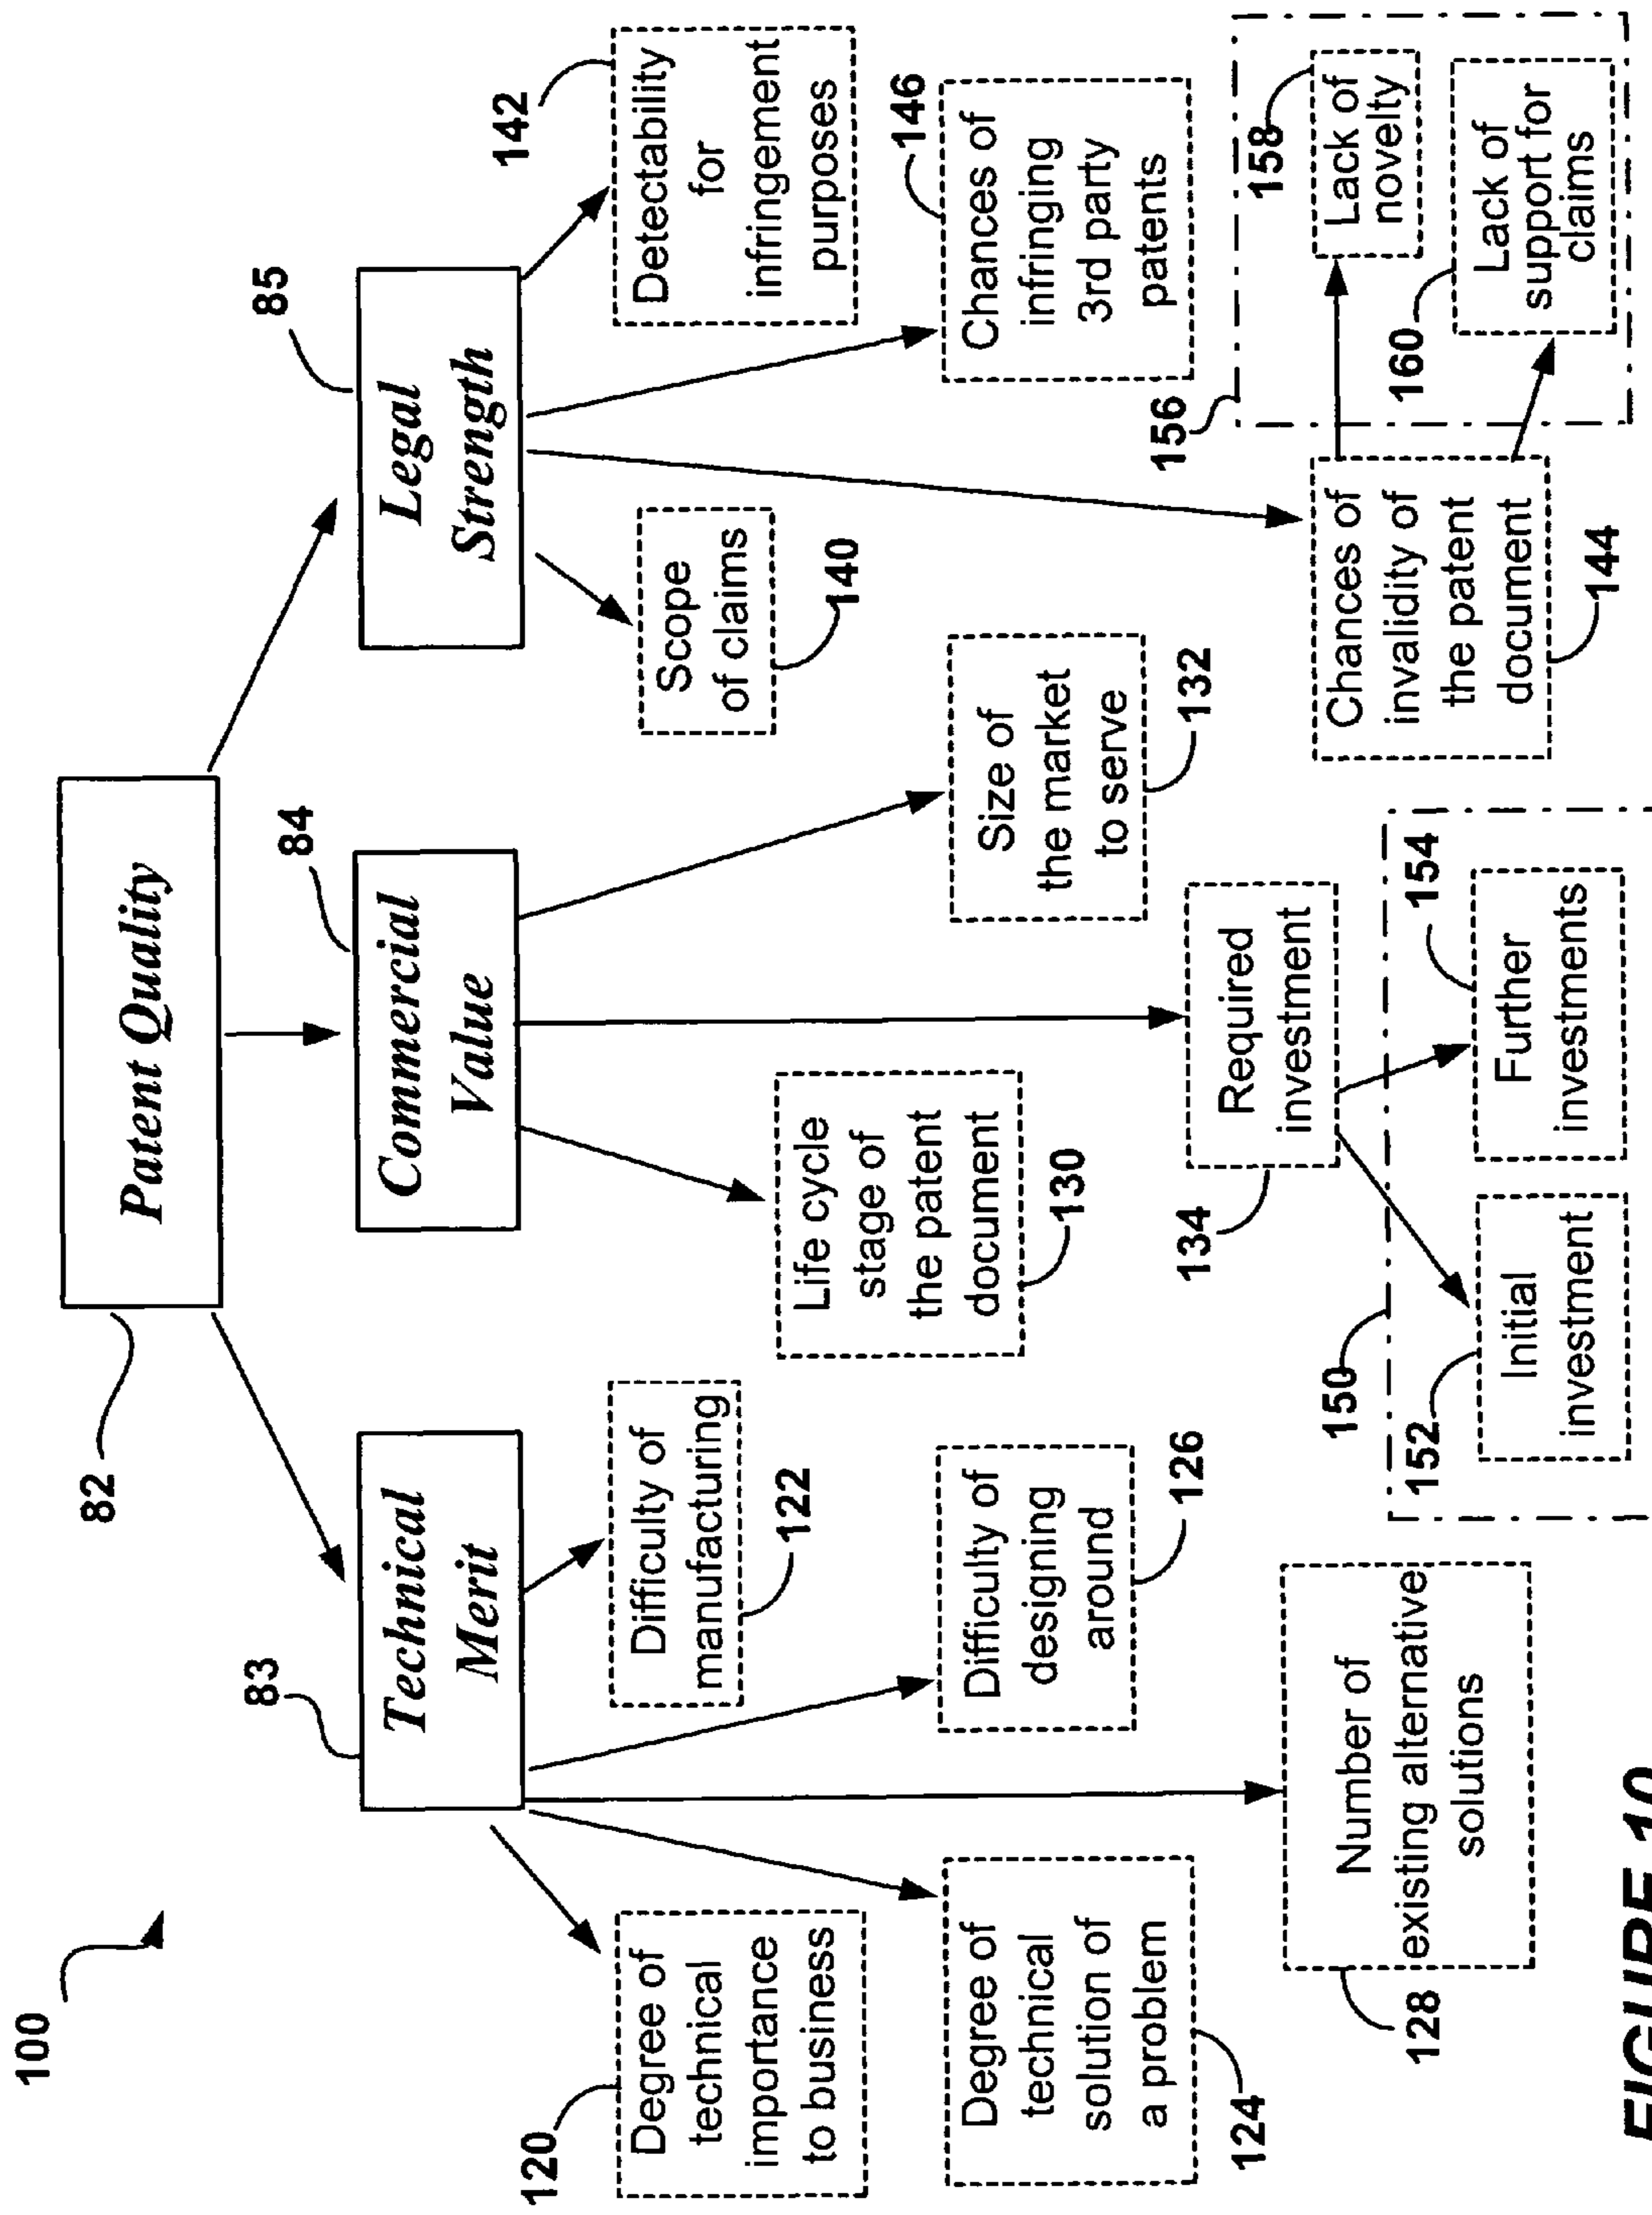 100
82
Patent Quality
83
Technical
Merit
84
Commercial
Value
85
Legal
Strength
120
Degree of
technical
importance
to business
Difficulty of
manufacturing
122
Degree of
technical
solution of
a problem
124
Difficulty of
designing
around
126
Number of
existing alternative
solutions
128
Life cycle
stage of
the patent
document
130
Size of
the market
to serve
132
Required
investment
134
150
152
Initial
investment
154
Further
investments
Scope
of claims
140
142
Detectability
for
infringement
purposes
146
Chances of
infringing
3rd party
patents
Chances of
invalidity of
the patent
document
144
156
158
Lack of
novelty
160
Lack of
support for
claims
FIGURE 10